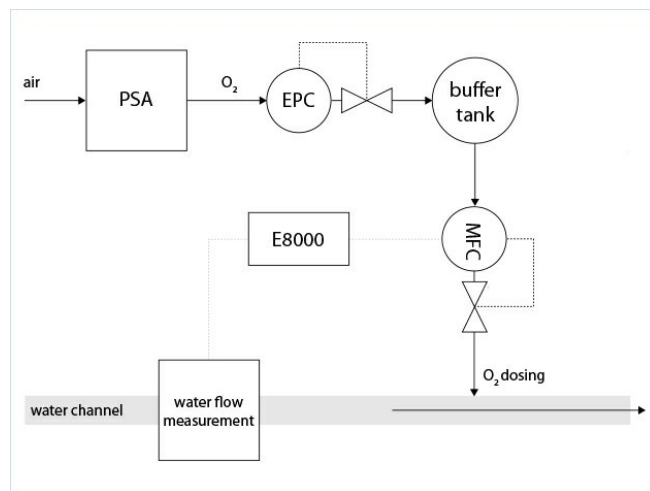 air
PSA
O₂
EPC
buffer
tank
E8000
MFC
O₂ dosing
water channel
water flow
measurement